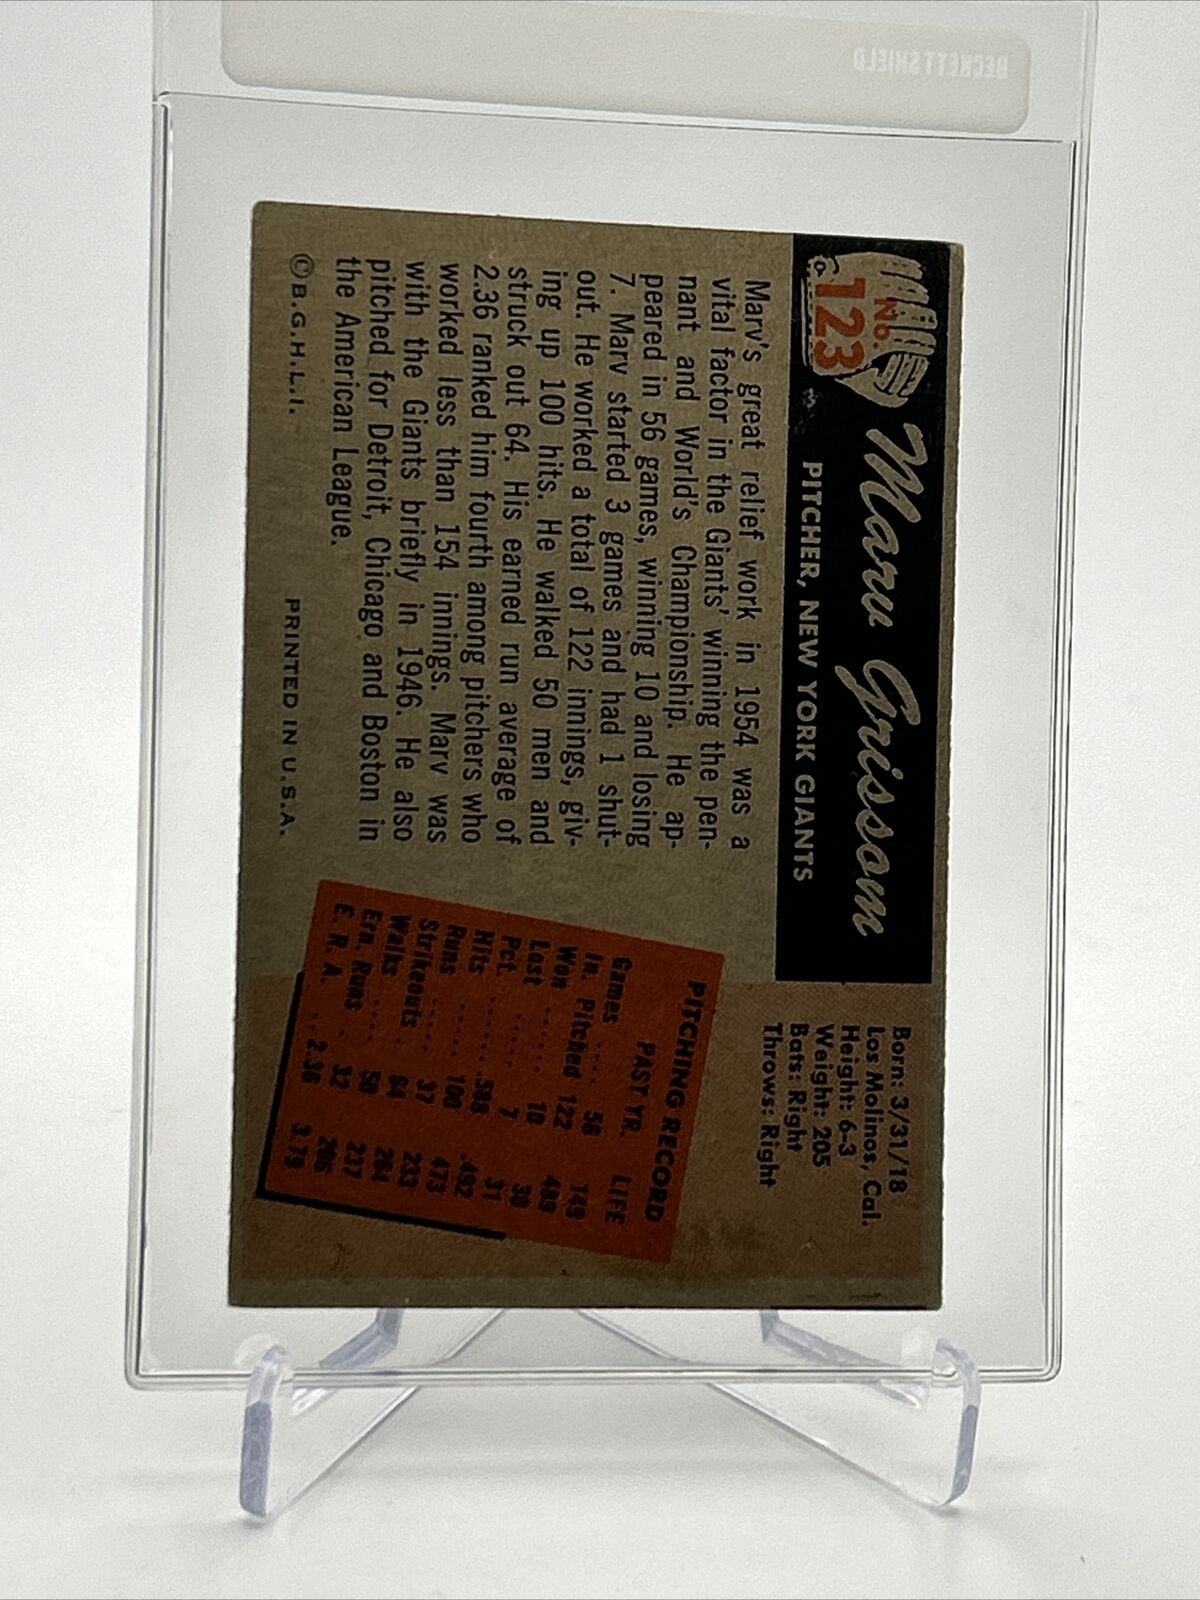 BECKETT SHIELD
No.
123
Marv Grissom
PITCHER, NEW YORK GIANTS
Born: 3/31/18
Los Molinos, Cal.
Height: 6-3
Weight: 205
Bats: Right
Throws: Right
Marv's great relief work in 1954 was a
vital factor in the Giants' winning the pen-
nant and World's Championship. He ap-
peared in 56 games, winning 10 and losing
7. Marv started 3 games and had 1 shut-
out. He worked a total of 122 innings, giv-
ing up 100 hits. He walked 50 men and
struck out 64. His earned run average of
2.36 ranked him fourth among pitchers who
worked less than 154 innings. Marv was
with the Giants briefly in 1946. He also
pitched for Detroit, Chicago and Boston in
the American League.
PITCHING RECORD
PAST YR. LIFE
Games .... 56 149
In. Pitched 122 489
Won ...... 10 30
Lost ..... 7 31
Pct. ...... .588 .492
Hits ..... 100 473
Runs ..... 37 233
Strikeouts . 64 264
Walks .... 50 217
Ern. Runs . 32 206
E. R. A. .. 2.36 3.79
© B.G.H.L.I.
PRINTED IN U.S.A.